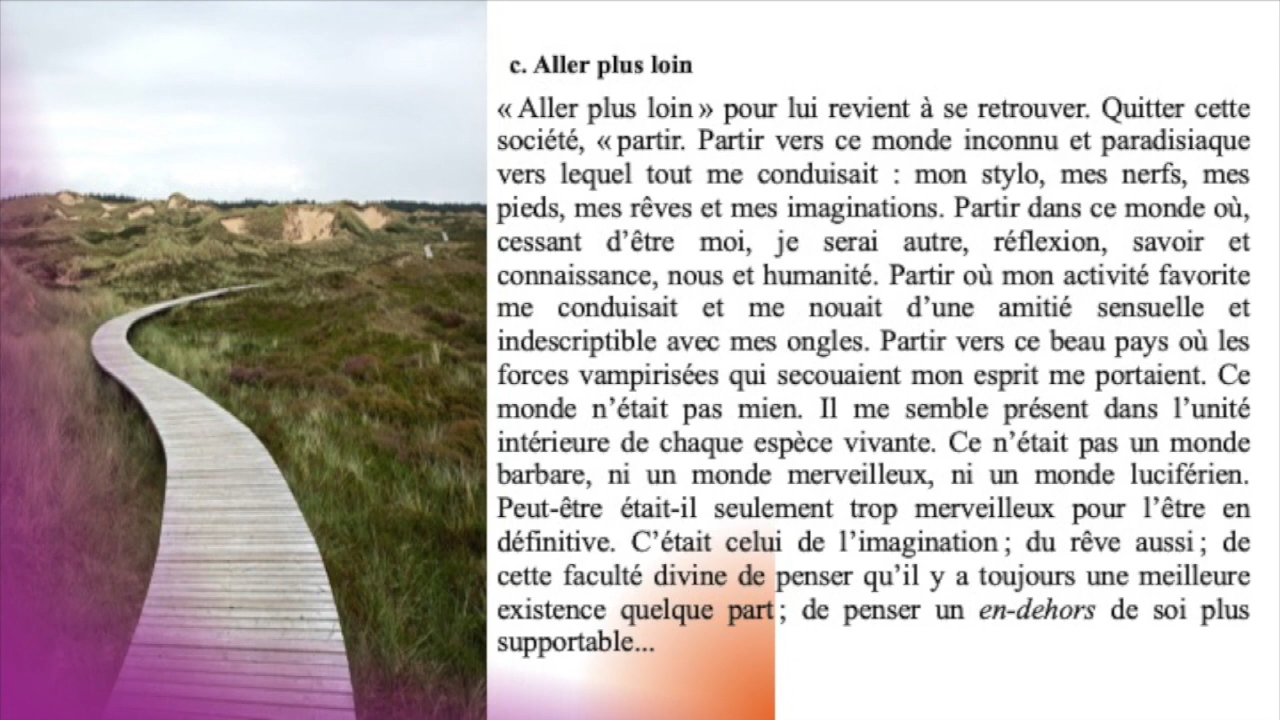 c. Aller plus loin
« Aller plus loin » pour lui revient à se retrouver. Quitter cette
société, « partir. Partir vers ce monde inconnu et paradisiaque
vers lequel tout me conduisait : mon stylo, mes nerfs, mes
pieds, mes rêves et mes imaginations. Partir dans ce monde où,
cessant d’être moi, je serai autre, réflexion, savoir et
connaissance, nous et humanité. Partir où mon activité favorite
me conduisait et me nouait d’une amitié sensuelle et
indescriptible avec mes ongles. Partir vers ce beau pays où les
forces vampirisées qui secouaient mon esprit me portaient. Ce
monde n’était pas mien. Il me semble présent dans l’unité
intérieure de chaque espèce vivante. Ce n’était pas un monde
barbare, ni un monde merveilleux, ni un monde luciférien.
Peut-être était-il seulement trop merveilleux pour l’être en
définitive. C’était celui de l’imagination ; du rêve aussi ; de
cette faculté divine de penser qu’il y a toujours une meilleure
existence quelque part ; de penser un en-dehors de soi plus
supportable...